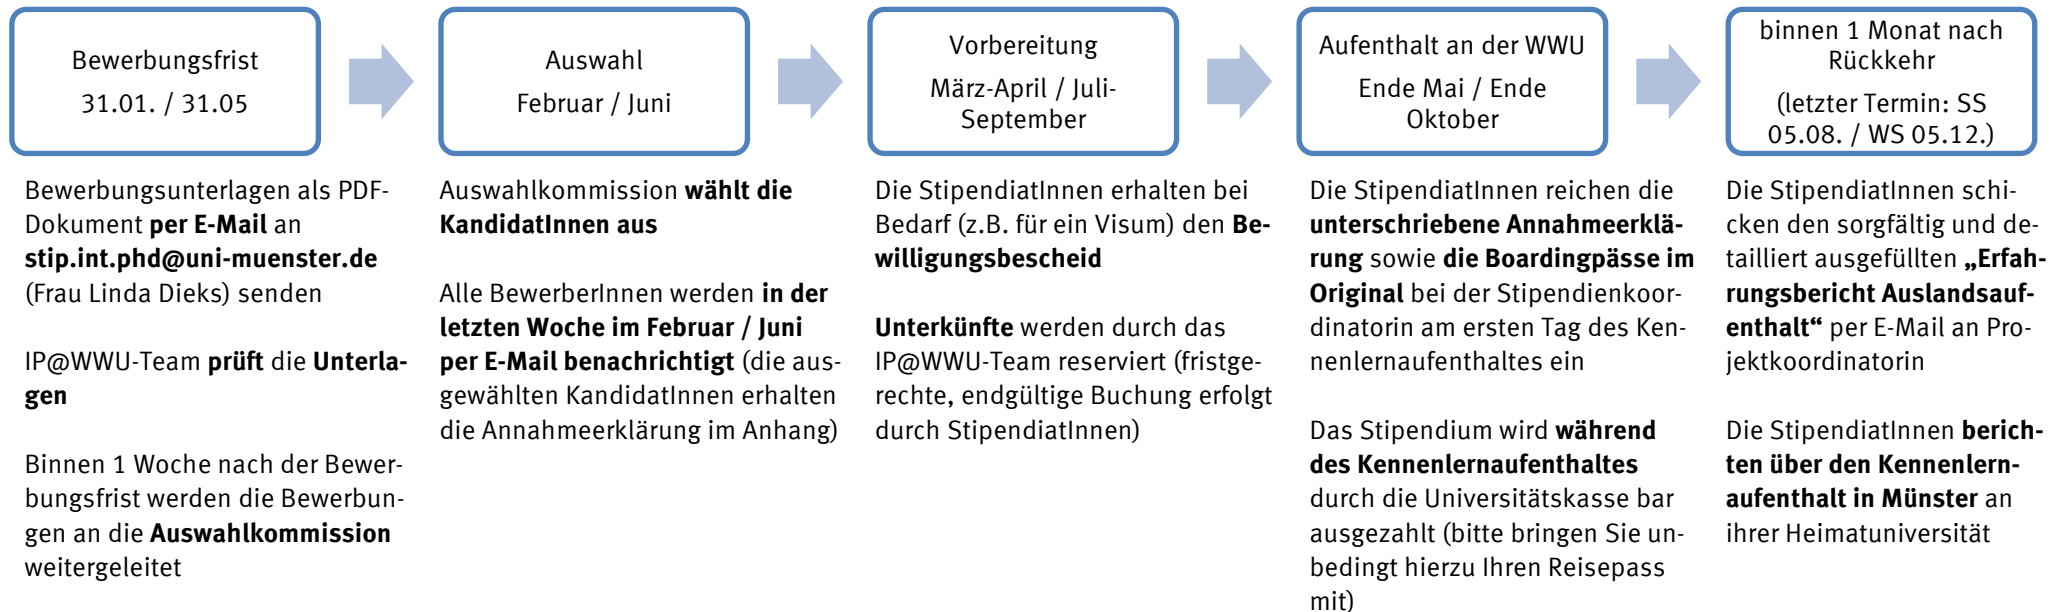 Bewerbungsfrist
31.01. / 31.05
Auswahl
Februar / Juni
Vorbereitung
März-April / Juli-
September
Aufenthalt an der WWU
Ende Mai / Ende
Oktober
binnen 1 Monat nach
Rückkehr
(letzter Termin: SS
05.08. / WS 05.12.)
Bewerbungsunterlagen als PDF-
Dokument per E-Mail an
stip.int.phd@uni-muenster.de
(Frau Linda Dieks) senden
IP@WWU-Team prüft die Unterla-
gen
Binnen 1 Woche nach der Bewer-
bungsfrist werden die Bewerbun-
gen an die Auswahlkommission
weitergeleitet
Auswahlkommission wählt die
KandidatInnen aus
Alle BewerberInnen werden in der
letzten Woche im Februar / Juni
per E-Mail benachrichtigt (die aus-
gewählten KandidatInnen erhalten
die Annahmeerklärung im Anhang)
Die StipendiatInnen erhalten bei
Bedarf (z.B. für ein Visum) den Be-
willigungsbescheid
Unterkünfte werden durch das
IP@WWU-Team reserviert (fristge-
rechte, endgültige Buchung erfolgt
durch StipendiatInnen)
Die StipendiatInnen reichen die
unterschriebene Annahmeerklä-
rung sowie die Boardingpässe im
Original bei der Stipendienkoor-
dinatorin am ersten Tag des Ken-
nenlernaufenthaltes ein
Das Stipendium wird während
des Kennenlernaufenthaltes
durch die Universitätskasse bar
ausgezahlt (bitte bringen Sie un-
bedingt hierzu Ihren Reisepass
mit)
Die StipendiatInnen schi-
cken den sorgfältig und de-
tailliert ausgefüllten „Erfah-
rungsbericht Auslandsauf-
enthalt“ per E-Mail an Pro-
jektkoordinatorin
Die StipendiatInnen berich-
ten über den Kennenlern-
aufenthalt in Münster an
ihrer Heimatuniversität